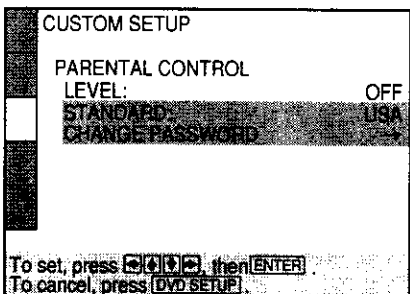 CUSTOM SETUP
PARENTAL CONTROL
LEVEL: OFF
STANDARD: USA
CHANGE PASSWORD →
To set, press ←↑↓→, then ENTER.
To cancel, press DVD SETUP.